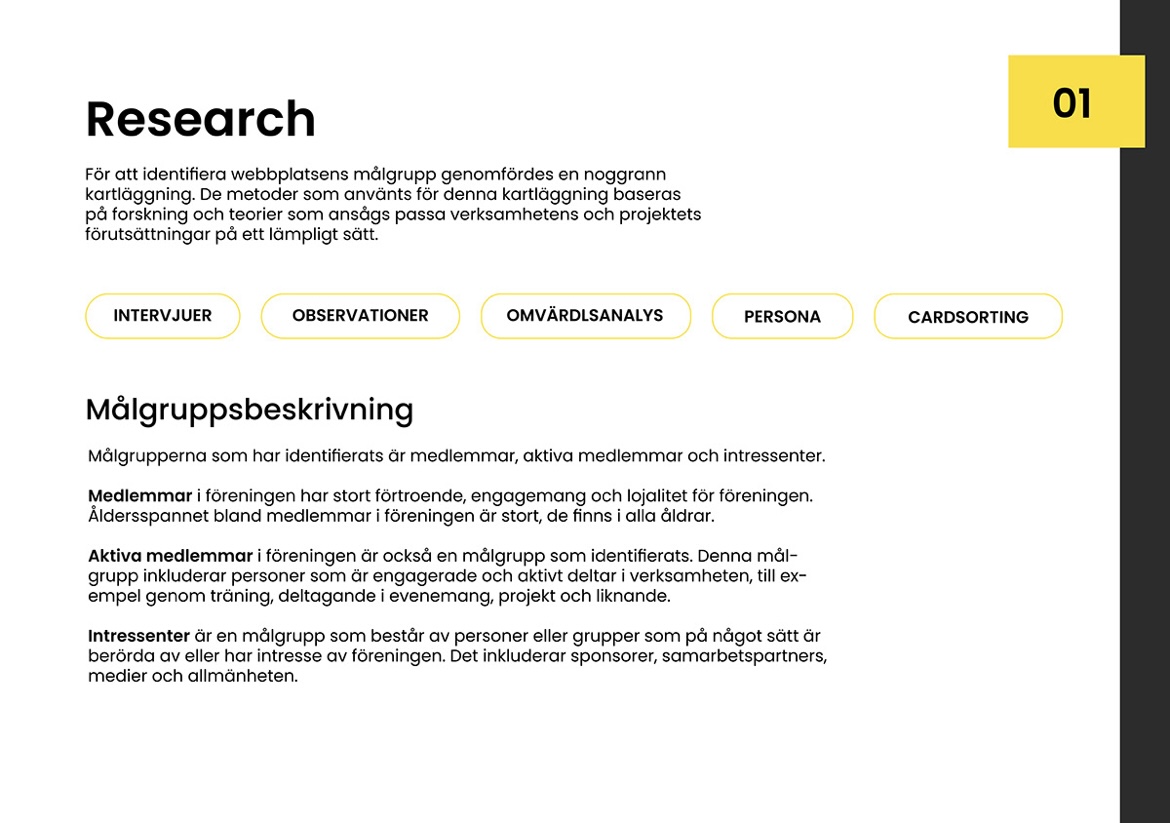 01
Research
För att identifiera webbplatsens målgrupp genomfördes en noggrann
kartläggning. De metoder som använts för denna kartläggning baseras
på forskning och teorier som ansågs passa verksamhetens och projektets
förutsättningar på ett lämpligt sätt.
INTERVJUER
OBSERVATIONER
OMVÄRDLSANALYS
PERSONA
CARDSORTING
Målgruppsbeskrivning
Målgrupperna som har identifierats är medlemmar, aktiva medlemmar och intressenter.
Medlemmar i föreningen har stort förtroende, engagemang och lojalitet för föreningen.
Åldersspannet bland medlemmar i föreningen är stort, de finns i alla åldrar.
Aktiva medlemmar i föreningen är också en målgrupp som identifierats. Denna mål-
grupp inkluderar personer som är engagerade och aktivt deltar i verksamheten, till ex-
empel genom träning, deltagande i evenemang, projekt och liknande.
Intressenter är en målgrupp som består av personer eller grupper som på något sätt är
berörda av eller har intresse av föreningen. Det inkluderar sponsorer, samarbetspartners,
medier och allmänheten.